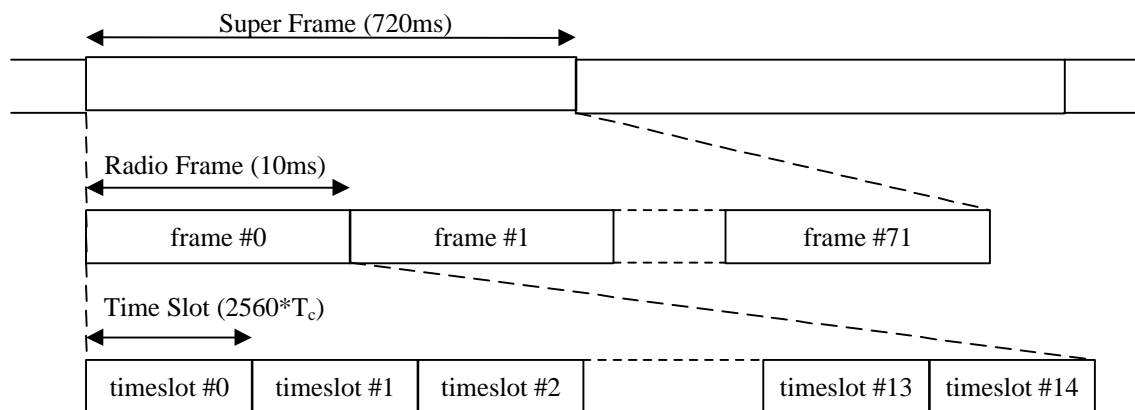 Super Frame (720ms)
Radio Frame (10ms)
frame #0 frame #1 frame #71
Time Slot (2560*Tc)
timeslot #0 timeslot #1 timeslot #2 timeslot #13 timeslot #14